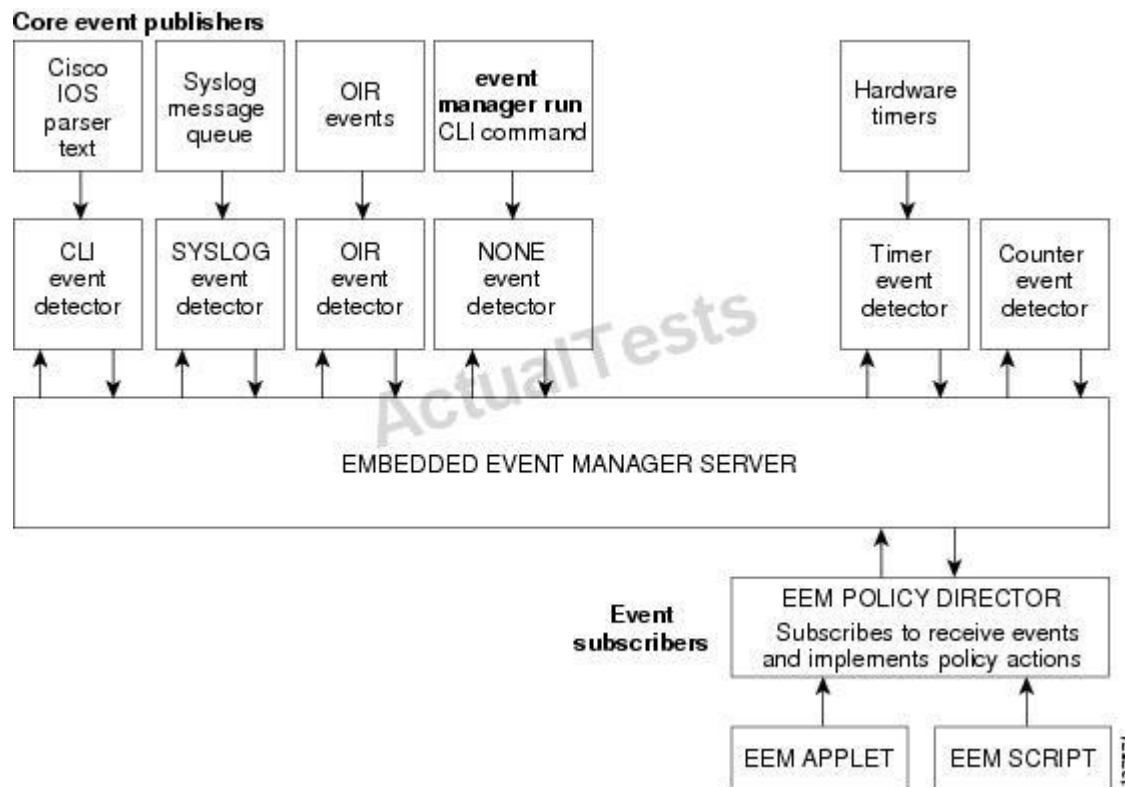 Core event publishers
Cisco
IOS
parser
text
Syslog
message
queue
OIR
events
event
manager run
CLI command
Hardware
timers
CLI
event
detector
SYSLOG
event
detector
OIR
event
detector
NONE
event
detector
Timer
event
detector
Counter
event
detector
ActualTests
EMBEDDED EVENT MANAGER SERVER
Event
subscribers
EEM POLICY DIRECTOR
Subscribes to receive events
and implements policy actions
EEM APPLET
EEM SCRIPT